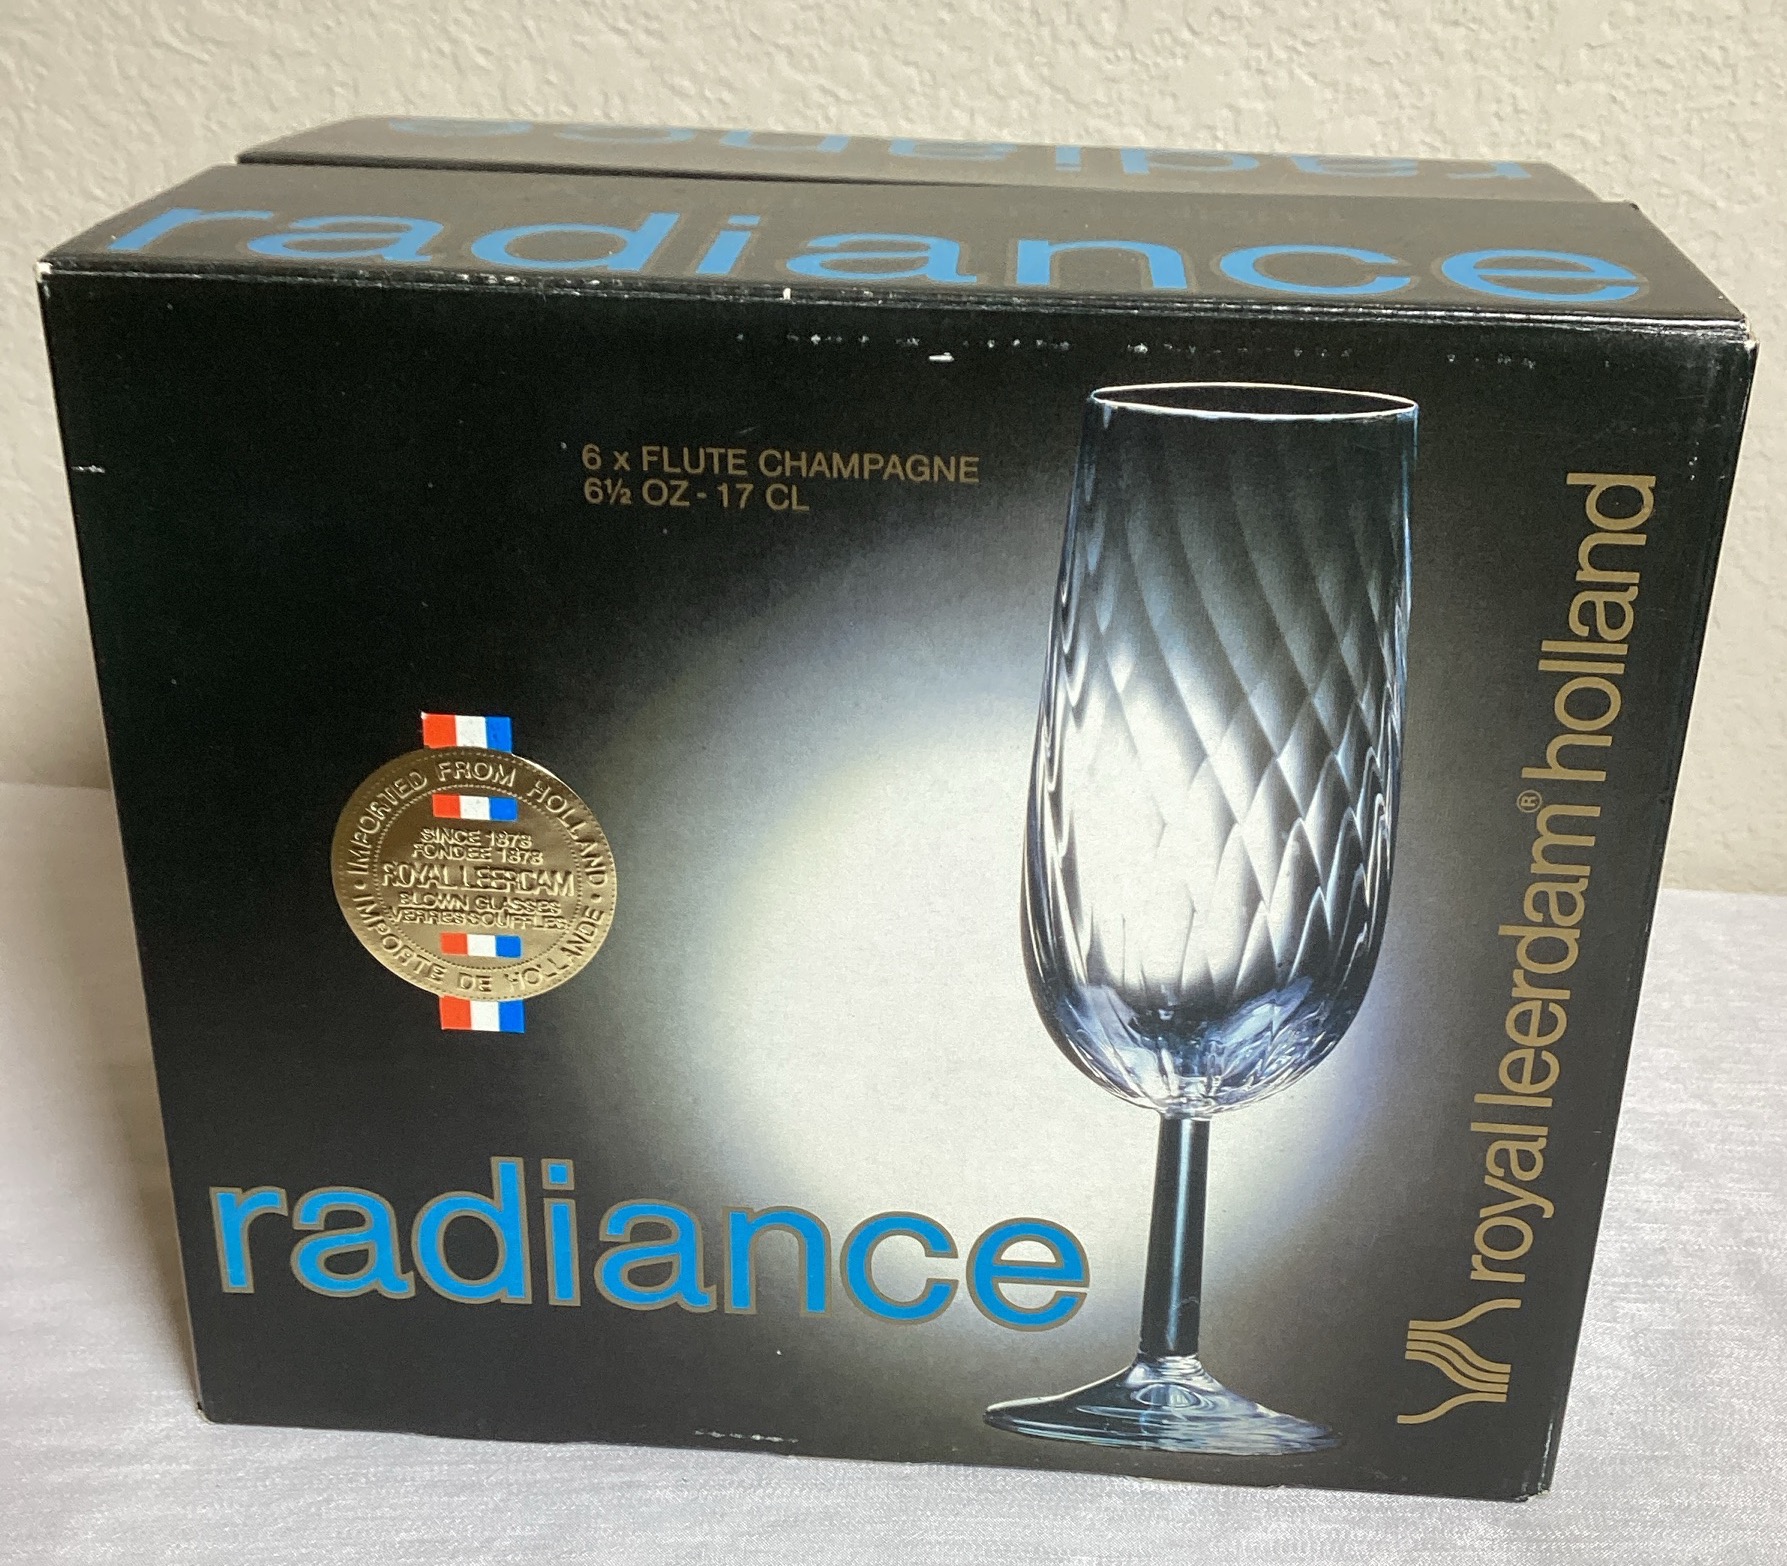 radiance
radiance
6 x FLUTE CHAMPAGNE
6½ OZ - 17 CL
IMPORTED FROM HOLLAND
SINCE 1878
FONDEE 1878
ROYAL LEERDAM
BLOWN GLASSES
VERRES SOUFFLES
IMPORTE DE HOLLANDE
radiance
royal leerdam® holland